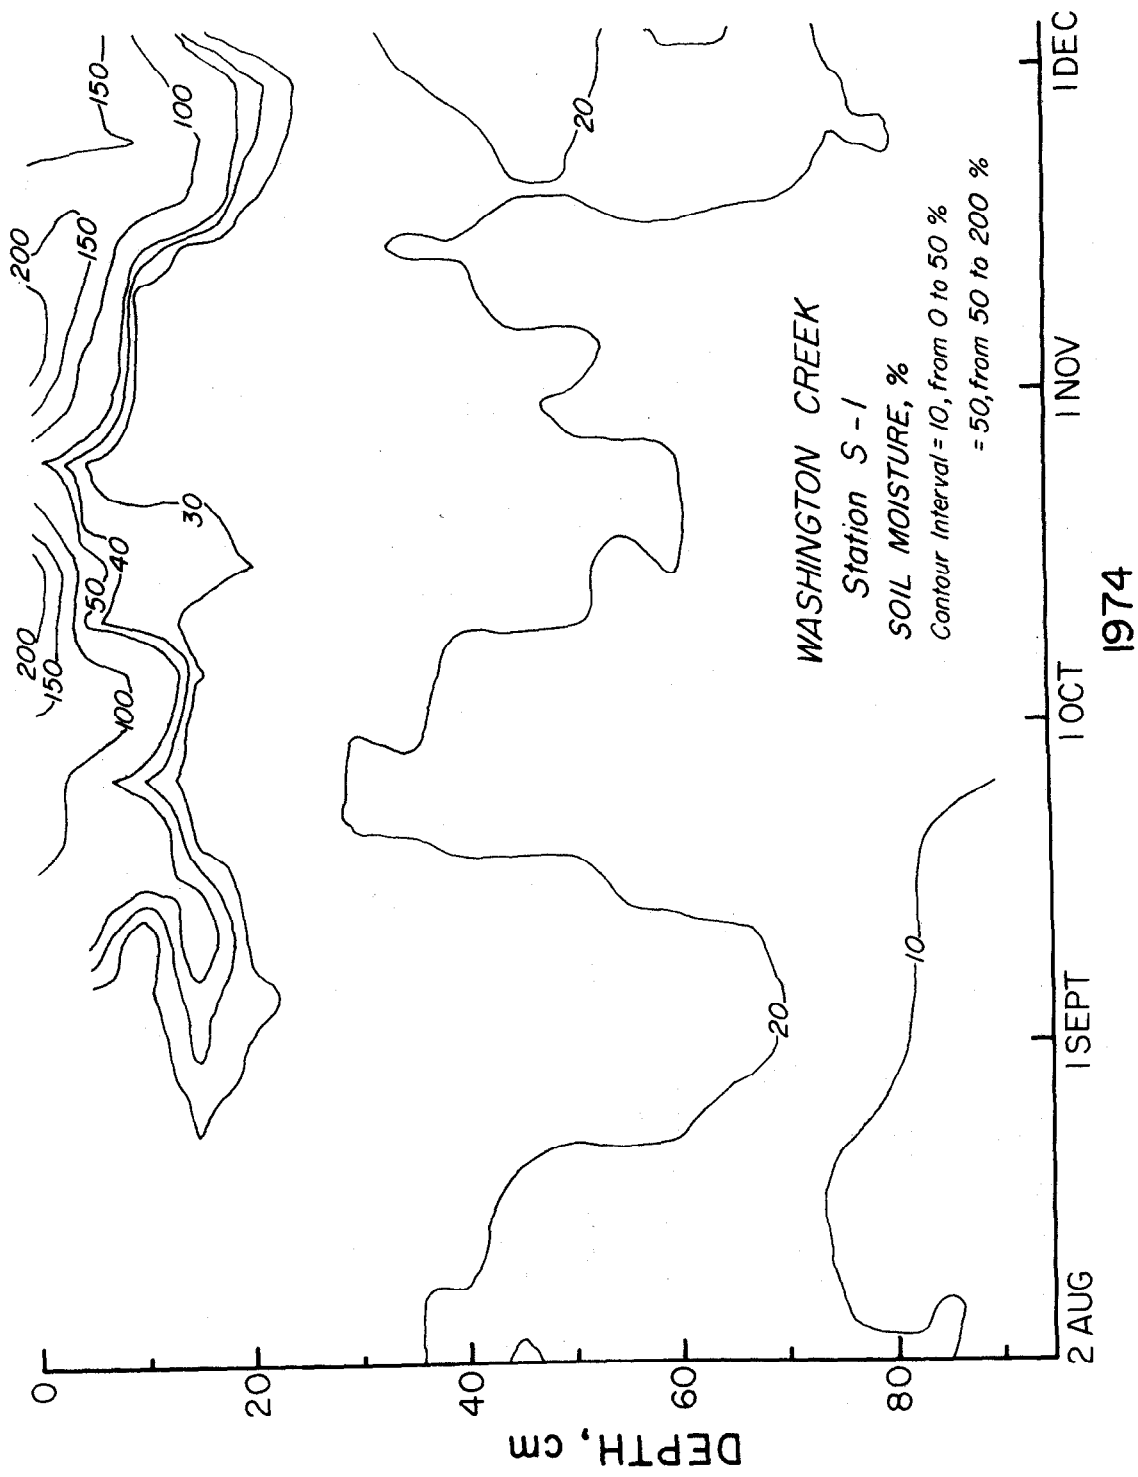 WASHINGTON CREEK
Station S-1
SOIL MOISTURE, %
Contour Interval = 10, from 0 to 50 %
= 50, from 50 to 200 %
DEPTH, cm
0
20
40
60
80
2 AUG
1 SEPT
1 OCT
1 NOV
1 DEC
1974
200
150
100
50
40
30
200
150
150
100
20
20
10